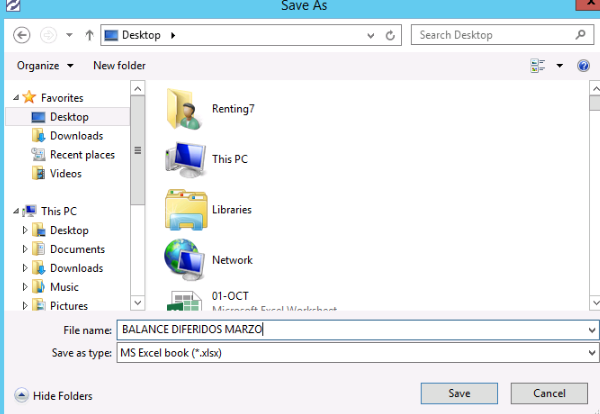 Save As
Desktop
Search Desktop
Organize
New folder
Favorites
Desktop
Downloads
Recent places
Videos
This PC
Desktop
Documents
Downloads
Music
Pictures
Renting7
This PC
Libraries
Network
01-OCT
Microsoft Excel Worksheet
File name: BALANCE DIFERIDOS MARZO
Save as type: MS Excel book (*.xlsx)
Hide Folders
Save
Cancel